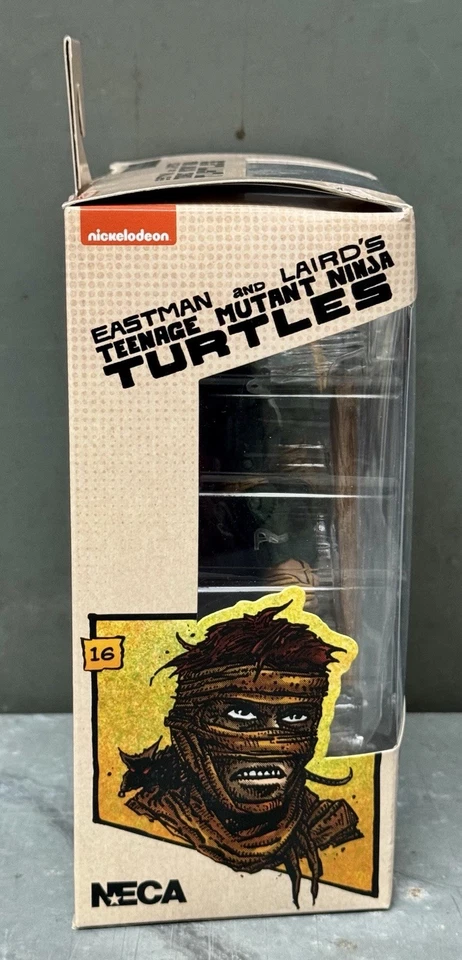 nickelodeon
EASTMAN AND LAIRD'S
TEENAGE MUTANT NINJA
TURTLES
16
NECA